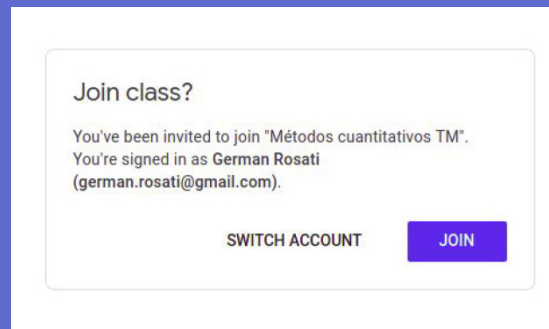 Join class?
You've been invited to join "Métodos cuantitativos TM".
You're signed in as German Rosati
(german.rosati@gmail.com).
SWITCH ACCOUNT JOIN